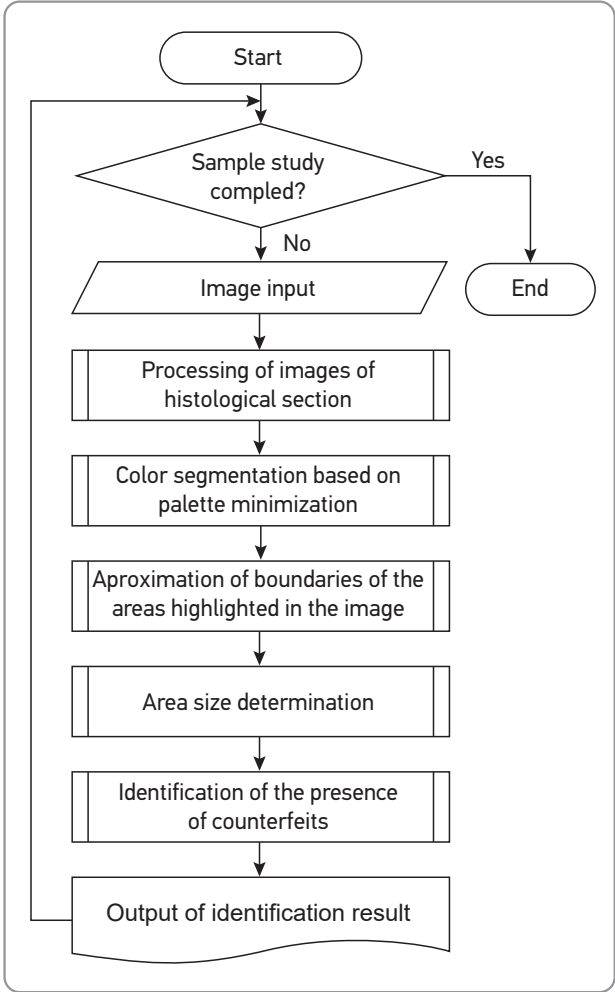 Start
Sample study
compled?
Yes
No
Image input
End
Processing of images of
histological section
Color segmentation based on
palette minimization
Aproximation of boundaries of the
areas highlighted in the image
Area size determination
Identification of the presence
of counterfeits
Output of identification result